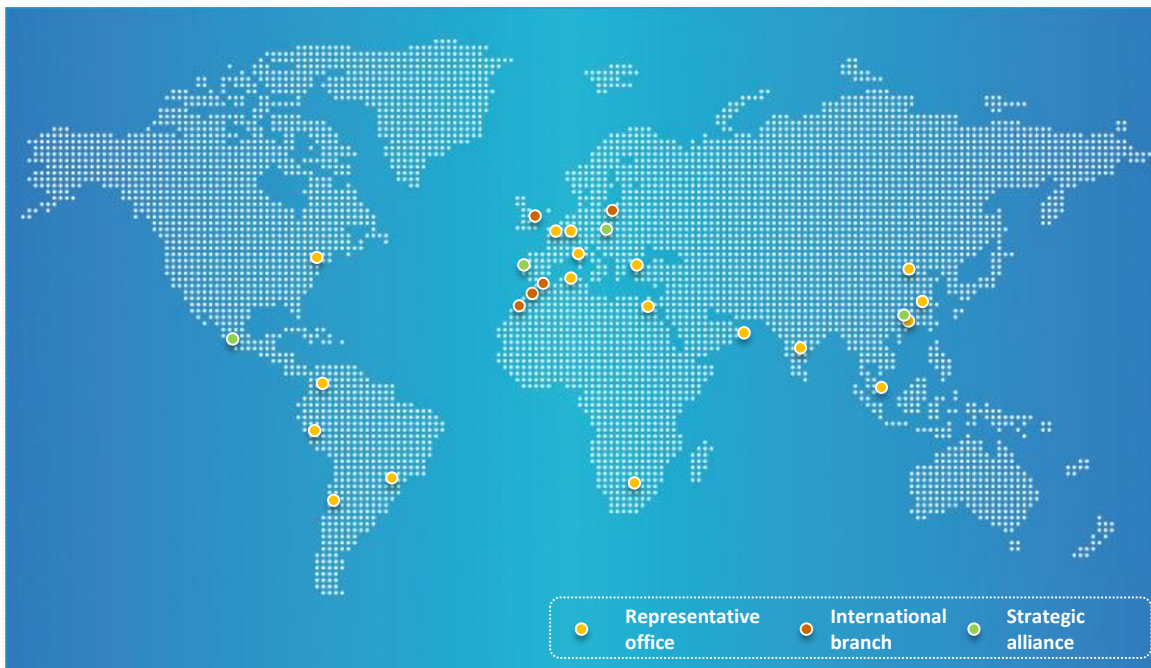 Representative
office
International
branch
Strategic
alliance